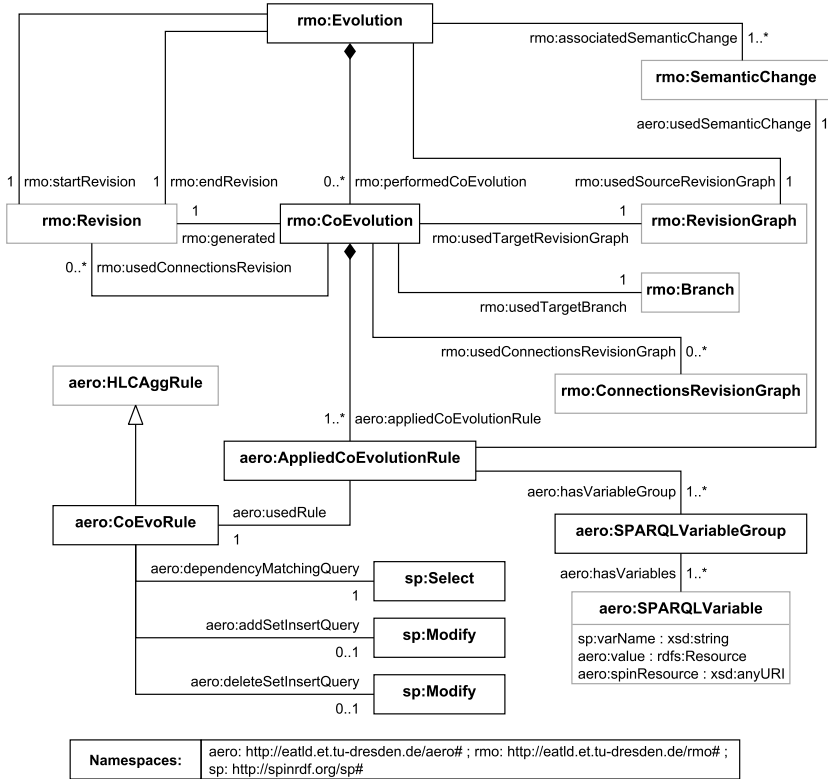 rmo:Evolution
rmo:associatedSemanticChange 1..*
rmo:SemanticChange
aero:usedSemanticChange 1
1 rmo:startRevision
1 rmo:endRevision
0..* rmo:performedCoEvolution
rmo:usedSourceRevisionGraph 1
rmo:Revision
1
rmo:generated
rmo:CoEvolution
1
rmo:usedTargetRevisionGraph
rmo:RevisionGraph
0..* rmo:usedConnectionsRevision
1
rmo:usedTargetBranch
rmo:Branch
rmo:usedConnectionsRevisionGraph 0..*
rmo:ConnectionsRevisionGraph
aero:HLCAggRule
1..* aero:appliedCoEvolutionRule
aero:AppliedCoEvolutionRule
aero:hasVariableGroup 1..*
aero:usedRule
1
aero:CoEvoRule
aero:SPARQLVariableGroup
aero:dependencyMatchingQuery
1
sp:Select
aero:hasVariables 1..*
aero:SPARQLVariable
sp:varName : xsd:string
aero:value : rdfs:Resource
aero:spinResource : xsd:anyURI
aero:addSetInsertQuery
0..1
sp:Modify
aero:deleteSetInsertQuery
0..1
sp:Modify
Namespaces:
aero: http://eatld.et.tu-dresden.de/aero# ; rmo: http://eatld.et.tu-dresden.de/rmo# ;
sp: http://spinrdf.org/sp#